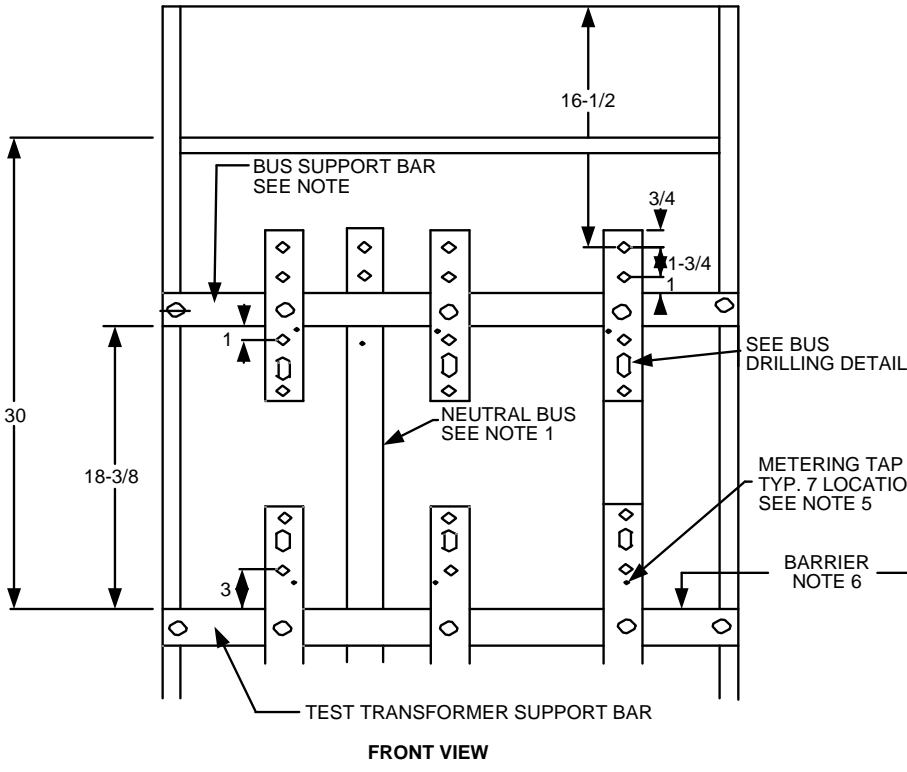 16-1/2
BUS SUPPORT BAR
SEE NOTE
3/4
1-3/4
1
1
SEE BUS
DRILLING DETAIL
30
NEUTRAL BUS
SEE NOTE 1
18-3/8
METERING TAP
TYP. 7 LOCATIO
SEE NOTE 5
BARRIER
NOTE 6
3
TEST TRANSFORMER SUPPORT BAR
FRONT VIEW